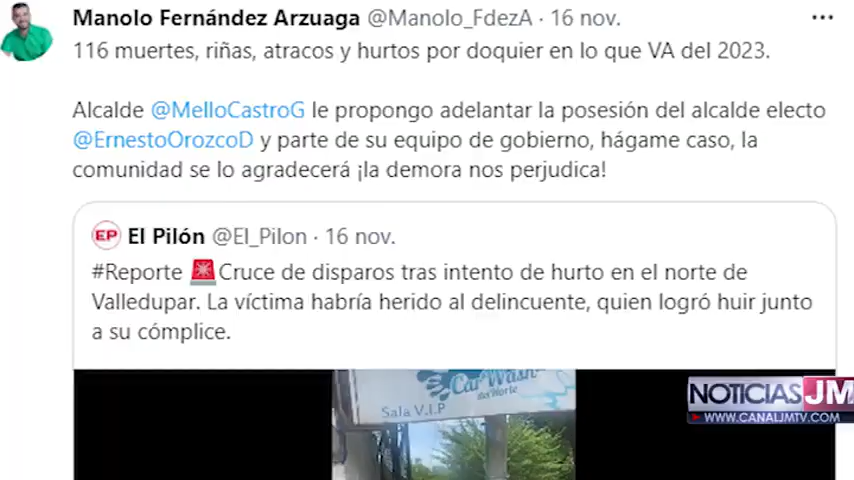 Manolo Fernández Arzuaga @Manolo_FdezA · 16 nov.
116 muertes, riñas, atracos y hurtos por doquier en lo que VA del 2023.
Alcalde @MelloCastroG le propongo adelantar la posesión del alcalde electo
@ErnestoOrozcoD y parte de su equipo de gobierno, hágame caso, la
comunidad se lo agradecerá ¡la demora nos perjudica!
EP El Pilón @El_Pilon · 16 nov.
#Reporte 🚨Cruce de disparos tras intento de hurto en el norte de
Valledupar. La víctima habría herido al delincuente, quien logró huir junto
a su cómplice.
Car Wash
del Norte
Sala V.I.P
NOTICIAS JM
WWW.CANALJMTV.COM